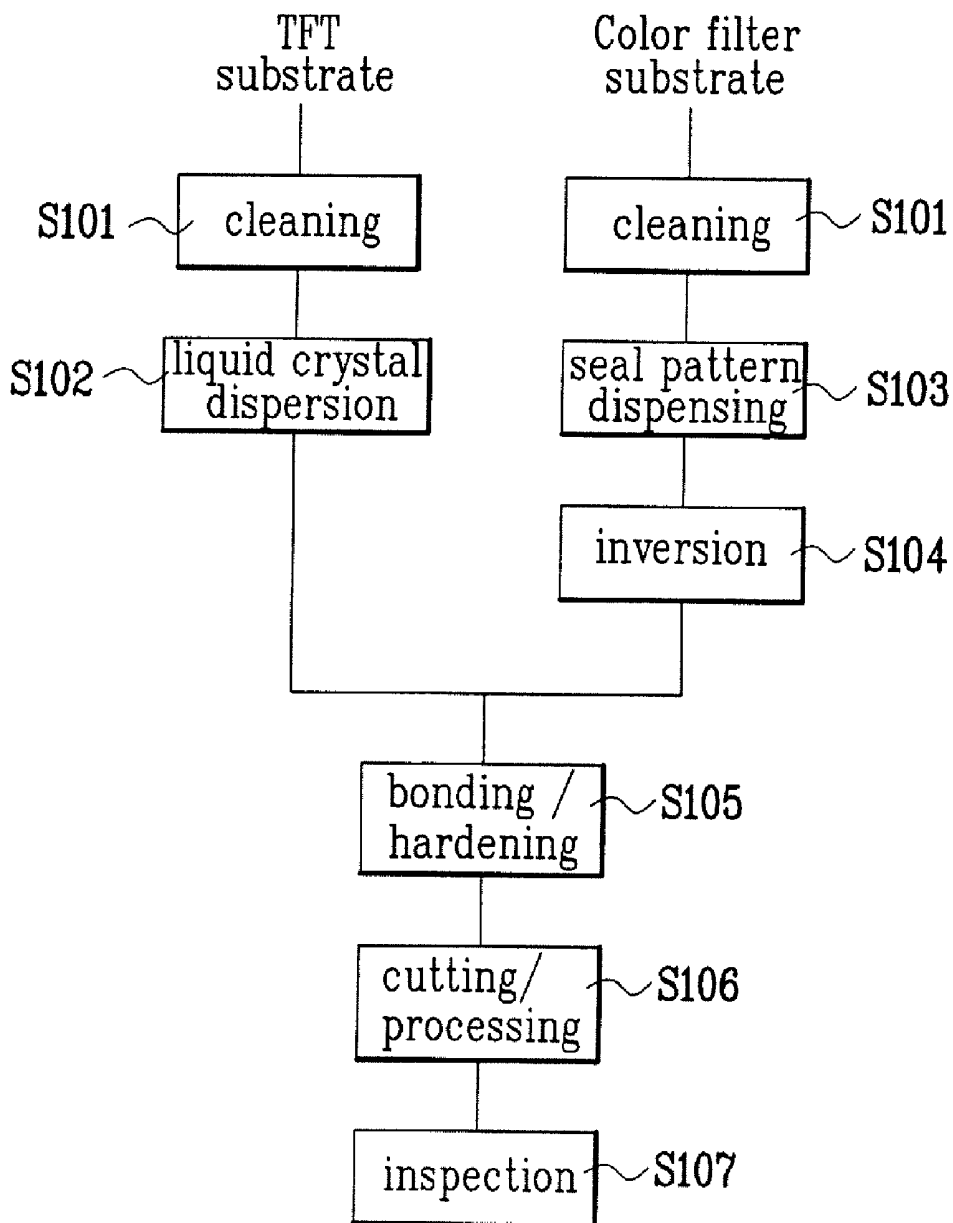 TFT
substrate
Color filter
substrate
S101
cleaning
cleaning
S101
S102
liquid crystal
dispersion
seal pattern
dispensing
S103
inversion
S104
bonding /
hardening
S105
cutting/
processing
S106
inspection
S107